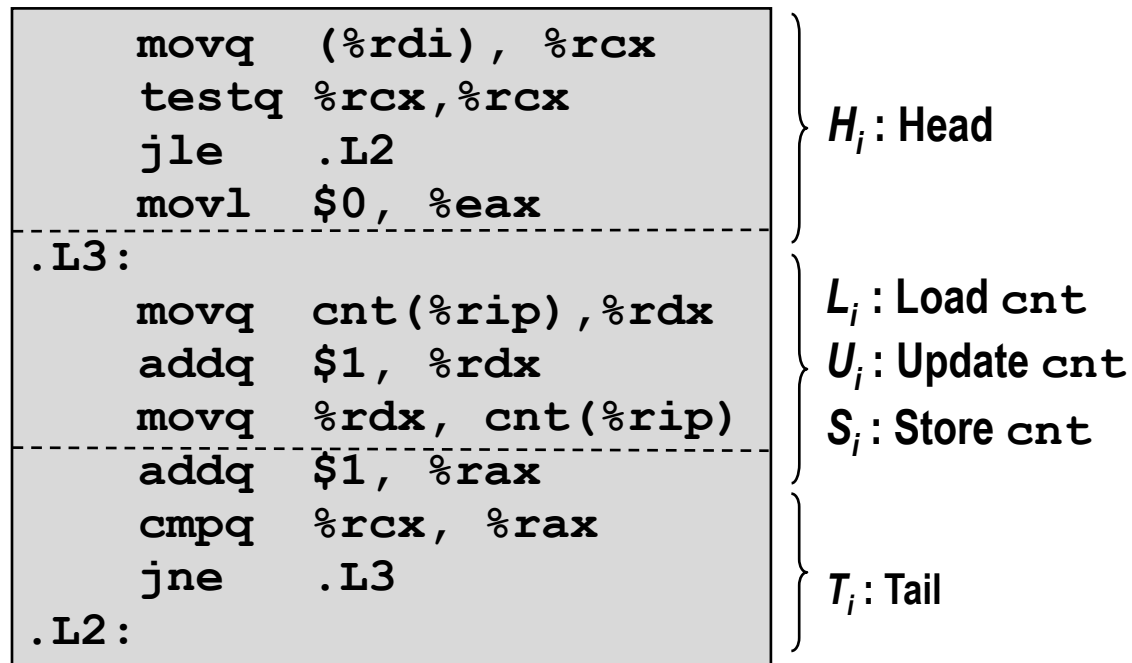 movq (%rdi), %rcx
testq %rcx,%rcx
jle .L2
movl $0, %eax
.L3:
movq cnt(%rip),%rdx
addq $1, %rdx
movq %rdx, cnt(%rip)
addq $1, %rax
cmpq %rcx, %rax
jne .L3
.L2:
Hi : Head
Li : Load cnt
Ui : Update cnt
Si : Store cnt
Ti : Tail